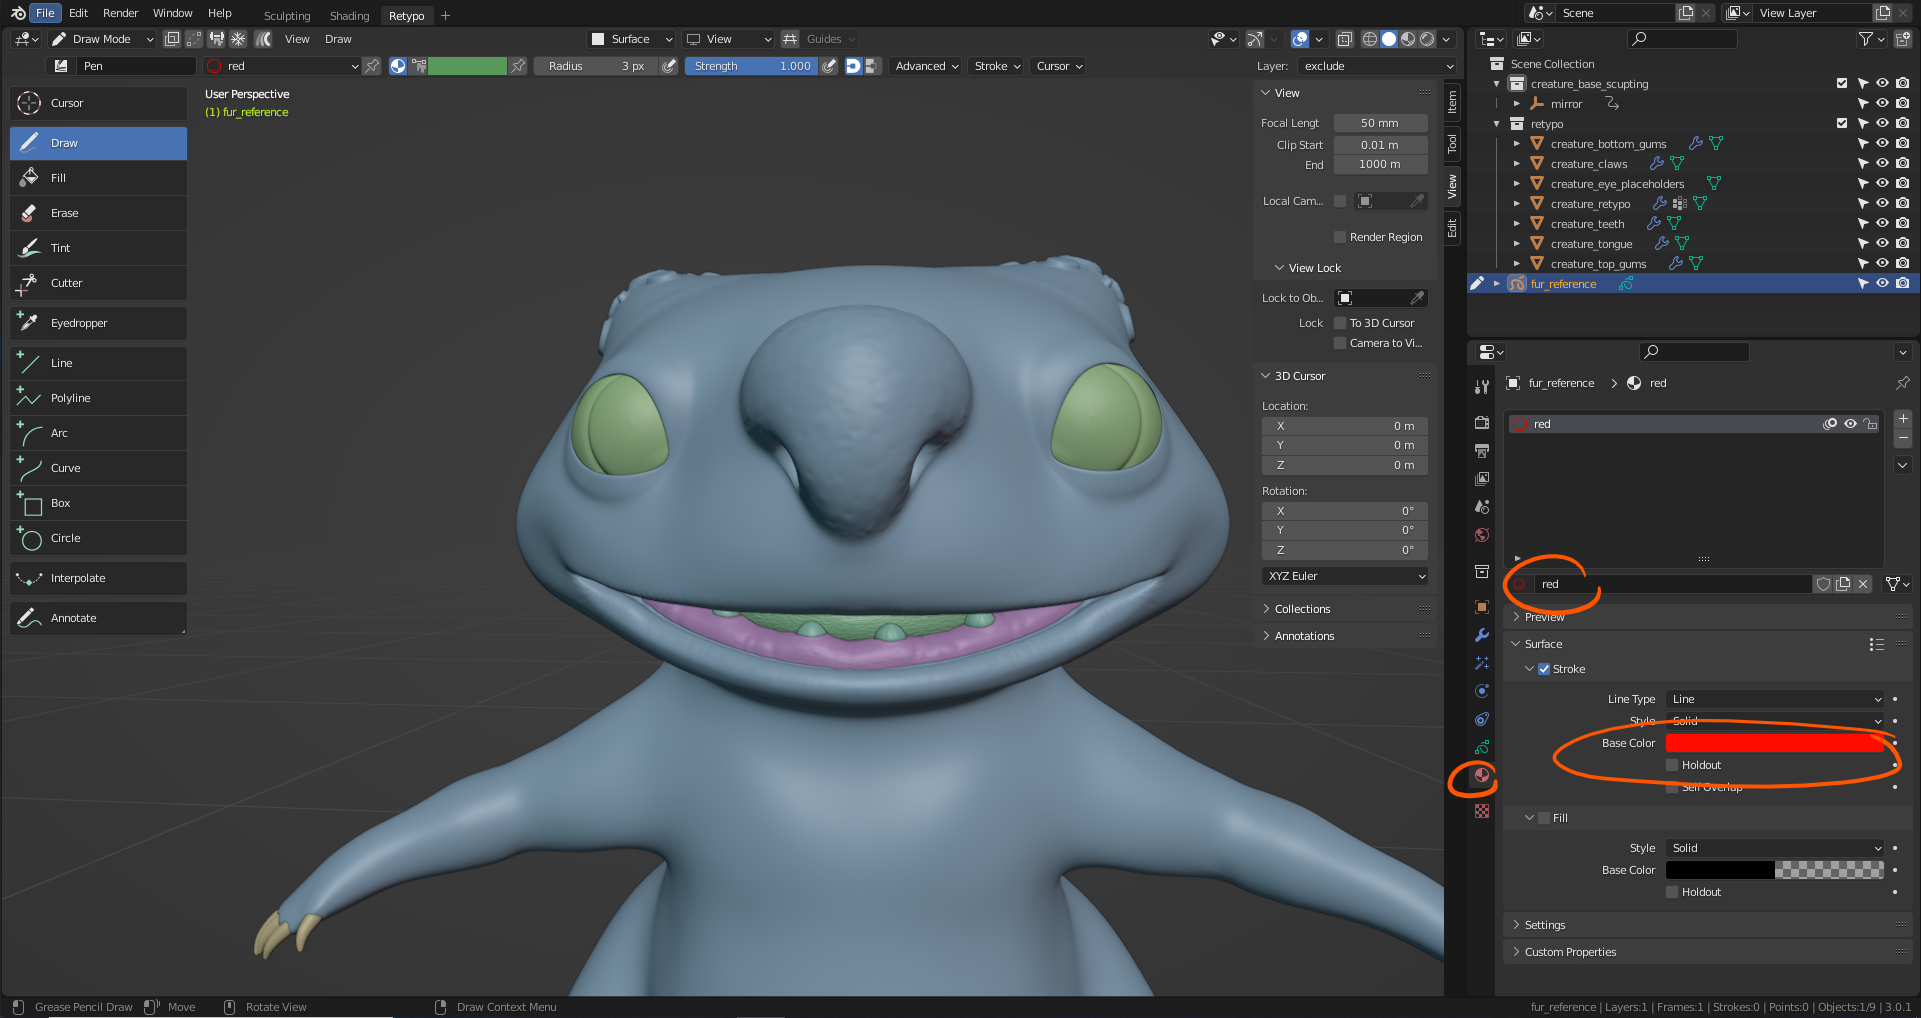 File Edit Render Window Help Sculpting Shading Retypo + Scene View Layer
Draw Mode View Draw Surface View Guides
Pen red Radius 3 px Strength 1.000 Advanced Stroke Cursor Layer: exclude
User Perspective
(1) fur_reference
Cursor
Draw
Fill
Erase
Tint
Cutter
Eyedropper
Line
Polyline
Arc
Curve
Box
Circle
Interpolate
Annotate
View
Focal Lengt 50 mm
Clip Start 0.01 m
End 1000 m
Local Cam...
Render Region
View Lock
Lock to Ob...
Lock To 3D Cursor
Camera to Vi...
3D Cursor
Location:
X 0 m
Y 0 m
Z 0 m
Rotation:
X 0°
Y 0°
Z 0°
XYZ Euler
Collections
Annotations
Item
Tool
View
Edit
Scene Collection
creature_base_scupting
mirror
retypo
creature_bottom_gums
creature_claws
creature_eye_placeholders
creature_retypo
creature_teeth
creature_tongue
creature_top_gums
fur_reference
fur_reference > red
red
red
Preview
Surface
Stroke
Line Type Line
Style Solid
Base Color
Holdout
Self Overlap
Fill
Style Solid
Base Color
Holdout
Settings
Custom Properties
Grease Pencil Draw Move Rotate View Draw Context Menu fur_reference | Layers:1 | Frames:1 | Strokes:0 | Points:0 | Objects:1/9 | 3.0.1